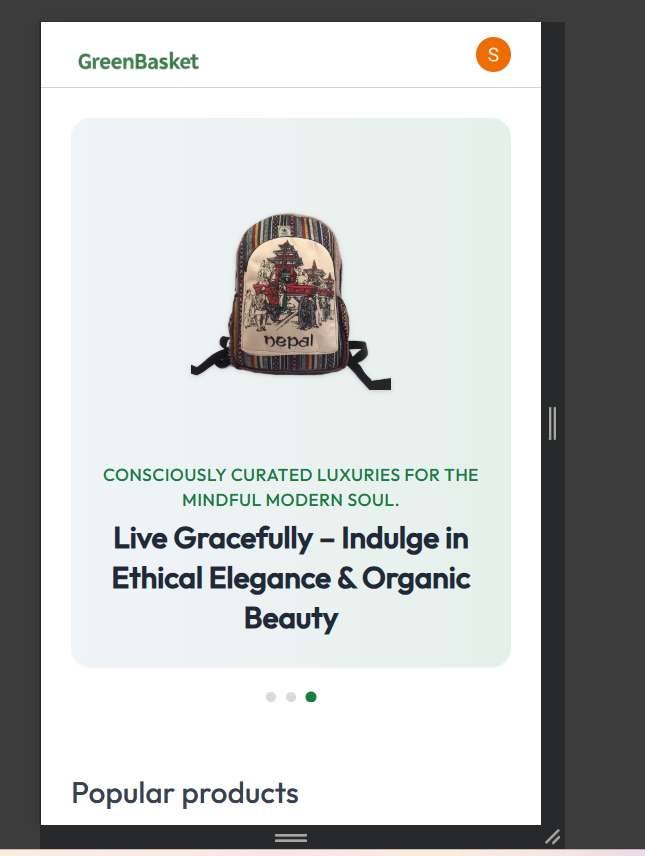 GreenBasket
S
nepal
CONSCIOUSLY CURATED LUXURIES FOR THE
MINDFUL MODERN SOUL.
Live Gracefully – Indulge in
Ethical Elegance & Organic
Beauty
Popular products